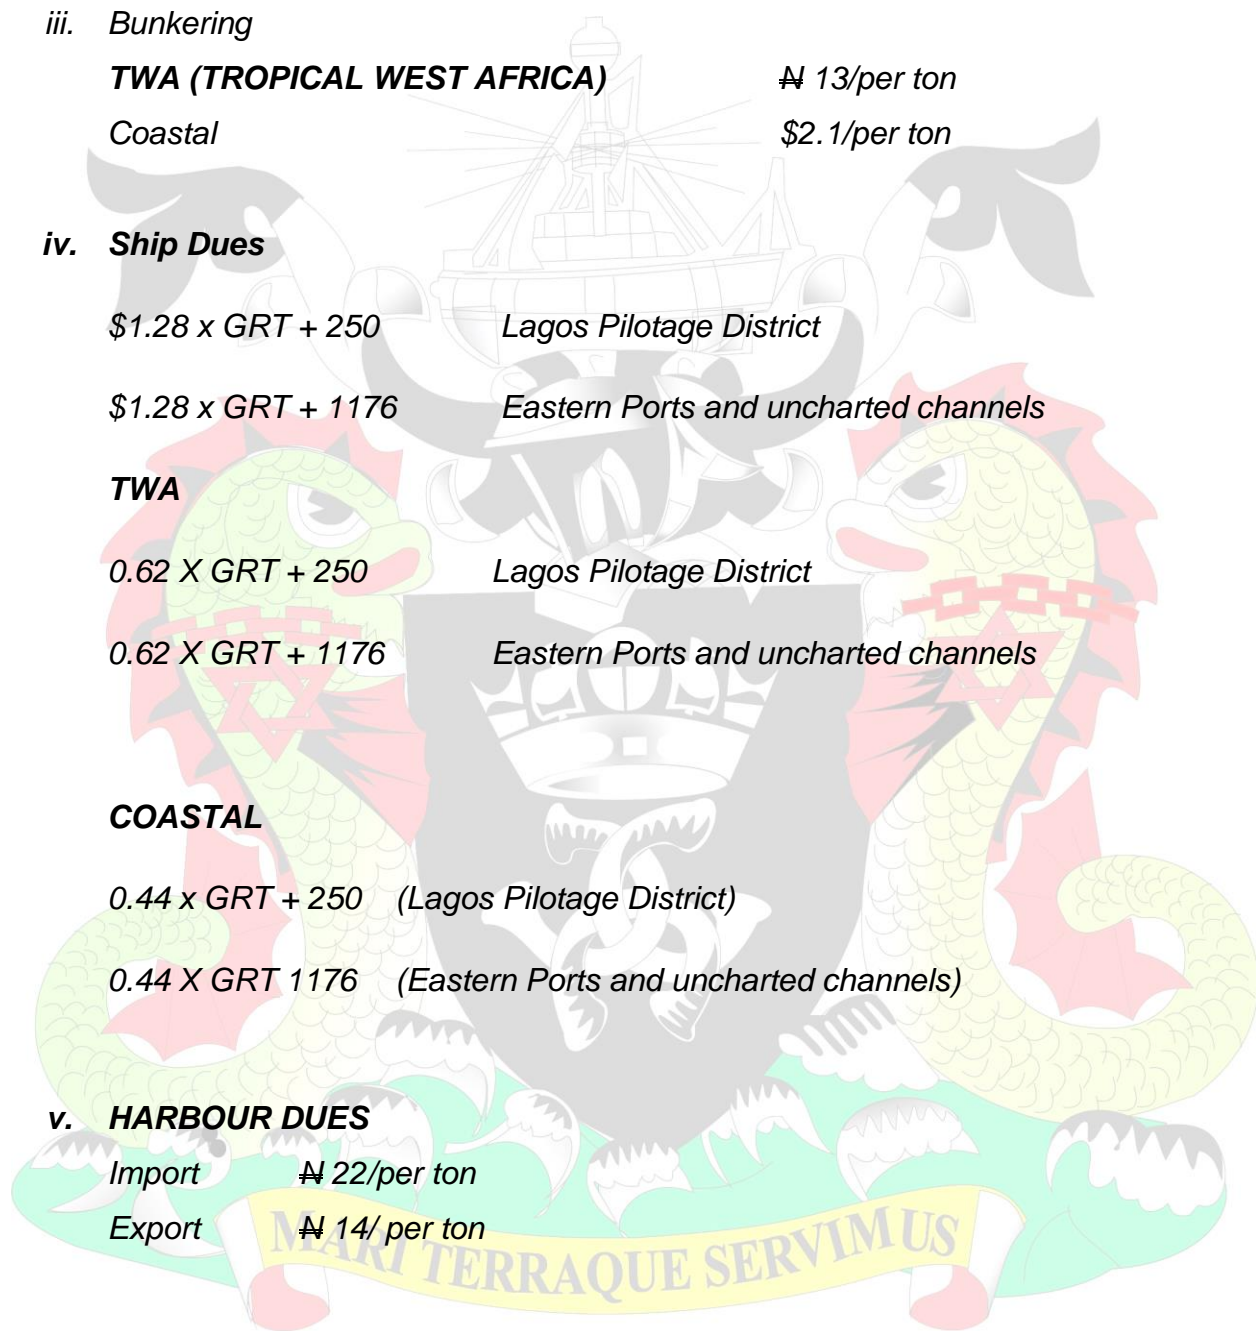 iii. Bunkering
TWA (TROPICAL WEST AFRICA) ₦ 13/per ton
Coastal $2.1/per ton
iv. Ship Dues
$1.28 x GRT + 250 Lagos Pilotage District
$1.28 x GRT + 1176 Eastern Ports and uncharted channels
TWA
0.62 X GRT + 250 Lagos Pilotage District
0.62 X GRT + 1176 Eastern Ports and uncharted channels
COASTAL
0.44 x GRT + 250 (Lagos Pilotage District)
0.44 X GRT 1176 (Eastern Ports and uncharted channels)
v. HARBOUR DUES
Import ₦ 22/per ton
Export ₦ 14/ per ton
MARI TERRAQUE SERVIMUS